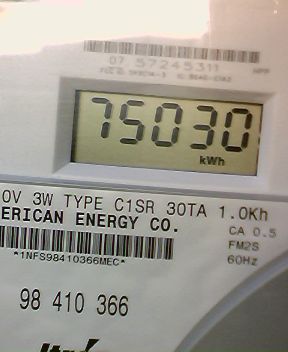 07 57245311
75030
kWh
0V 3W TYPE C1SR 30TA 1.0Kh
ERICAN ENERGY CO.
CA 0.5
FM2S
60Hz
*1NFS98410366MEC*
98 410 366